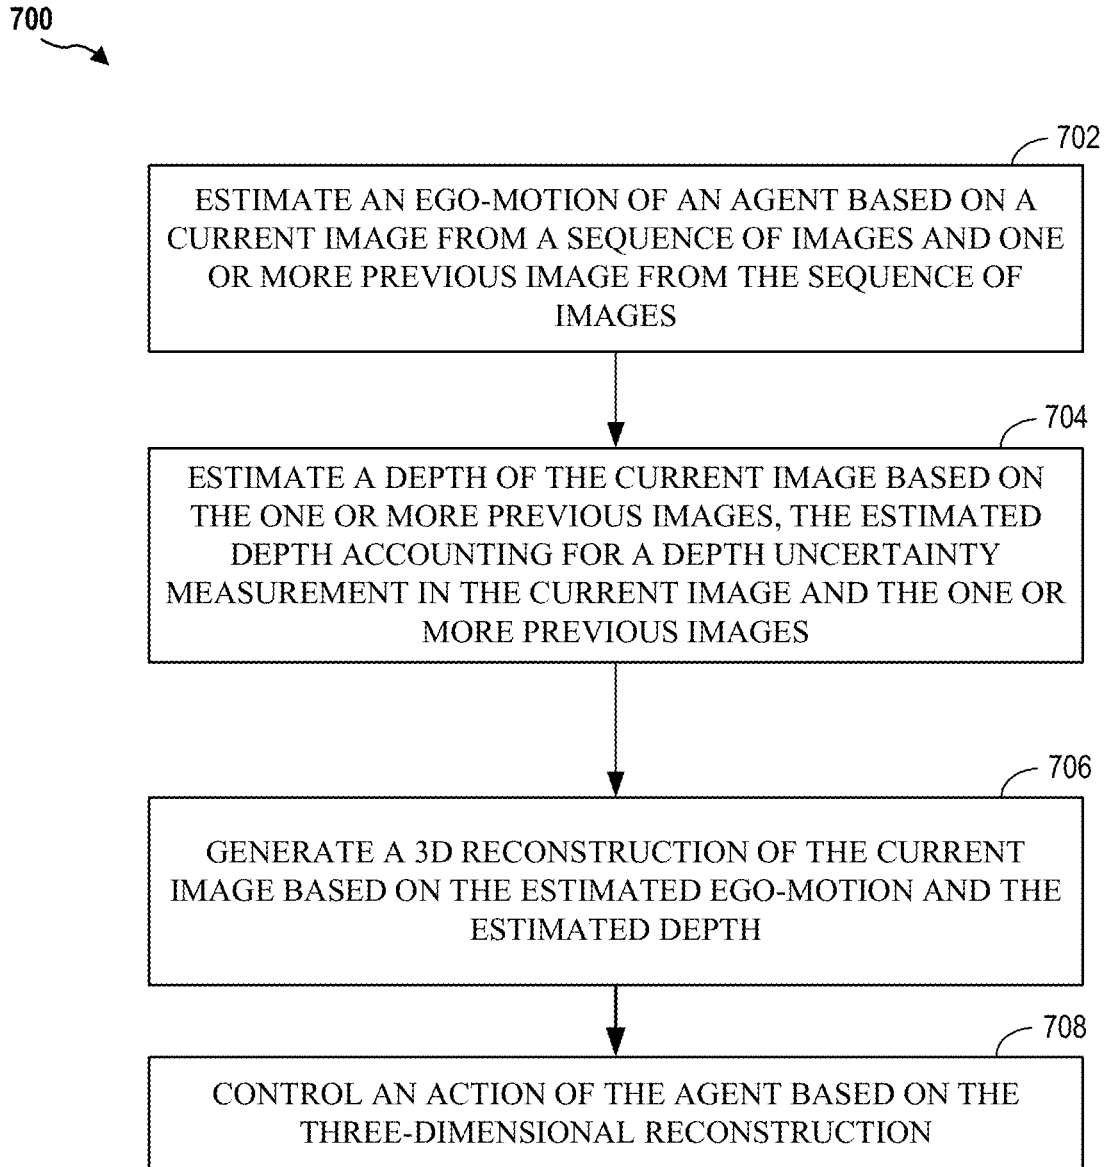 700
702
ESTIMATE AN EGO-MOTION OF AN AGENT BASED ON A
CURRENT IMAGE FROM A SEQUENCE OF IMAGES AND ONE
OR MORE PREVIOUS IMAGE FROM THE SEQUENCE OF
IMAGES
704
ESTIMATE A DEPTH OF THE CURRENT IMAGE BASED ON
THE ONE OR MORE PREVIOUS IMAGES, THE ESTIMATED
DEPTH ACCOUNTING FOR A DEPTH UNCERTAINTY
MEASUREMENT IN THE CURRENT IMAGE AND THE ONE OR
MORE PREVIOUS IMAGES
706
GENERATE A 3D RECONSTRUCTION OF THE CURRENT
IMAGE BASED ON THE ESTIMATED EGO-MOTION AND THE
ESTIMATED DEPTH
708
CONTROL AN ACTION OF THE AGENT BASED ON THE
THREE-DIMENSIONAL RECONSTRUCTION